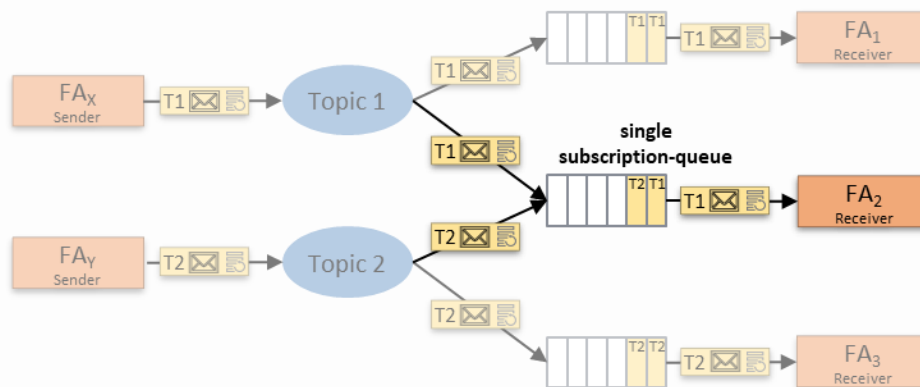 T2 T1
T1
FA1
Receiver
T1
FAX
Sender
T1
Topic 1
T1
single
subscription-queue
T2 T1
T1
FA2
Receiver
T2
FAY
Sender
T2
Topic 2
T2
T2 T2
T2
FA3
Receiver